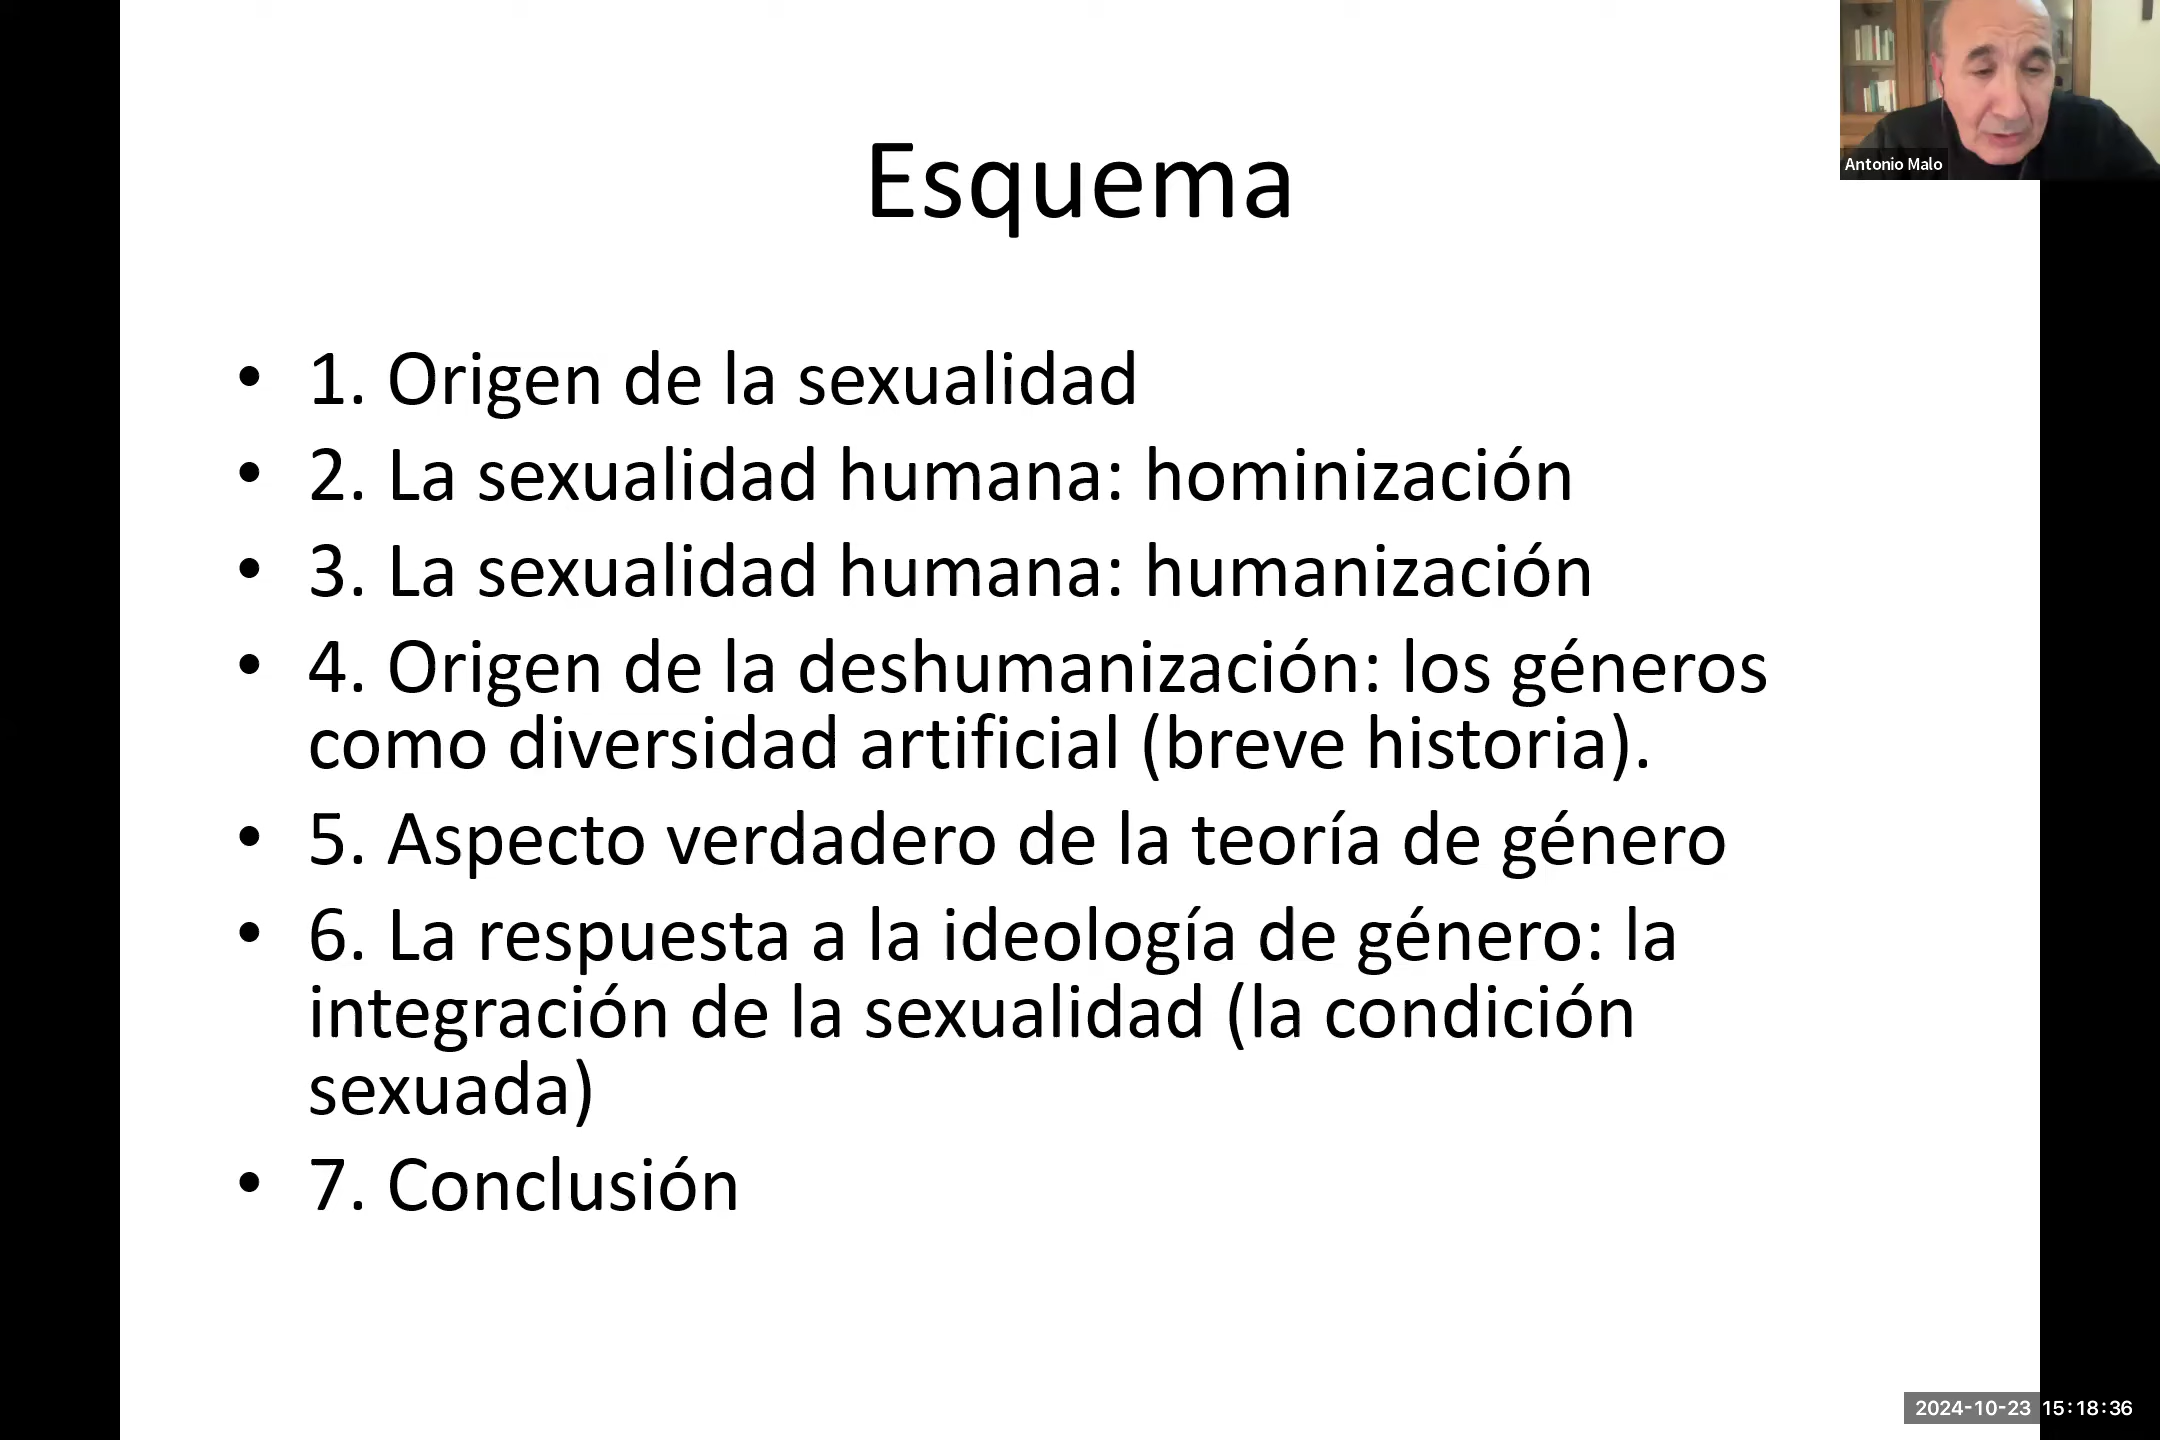 Antonio Malo
Esquema
• 1. Origen de la sexualidad
• 2. La sexualidad humana: hominización
• 3. La sexualidad humana: humanización
• 4. Origen de la deshumanización: los géneros
como diversidad artificial (breve historia).
• 5. Aspecto verdadero de la teoría de género
• 6. La respuesta a la ideología de género: la
integración de la sexualidad (la condición
sexuada)
• 7. Conclusión
2024-10-23 15:18:36